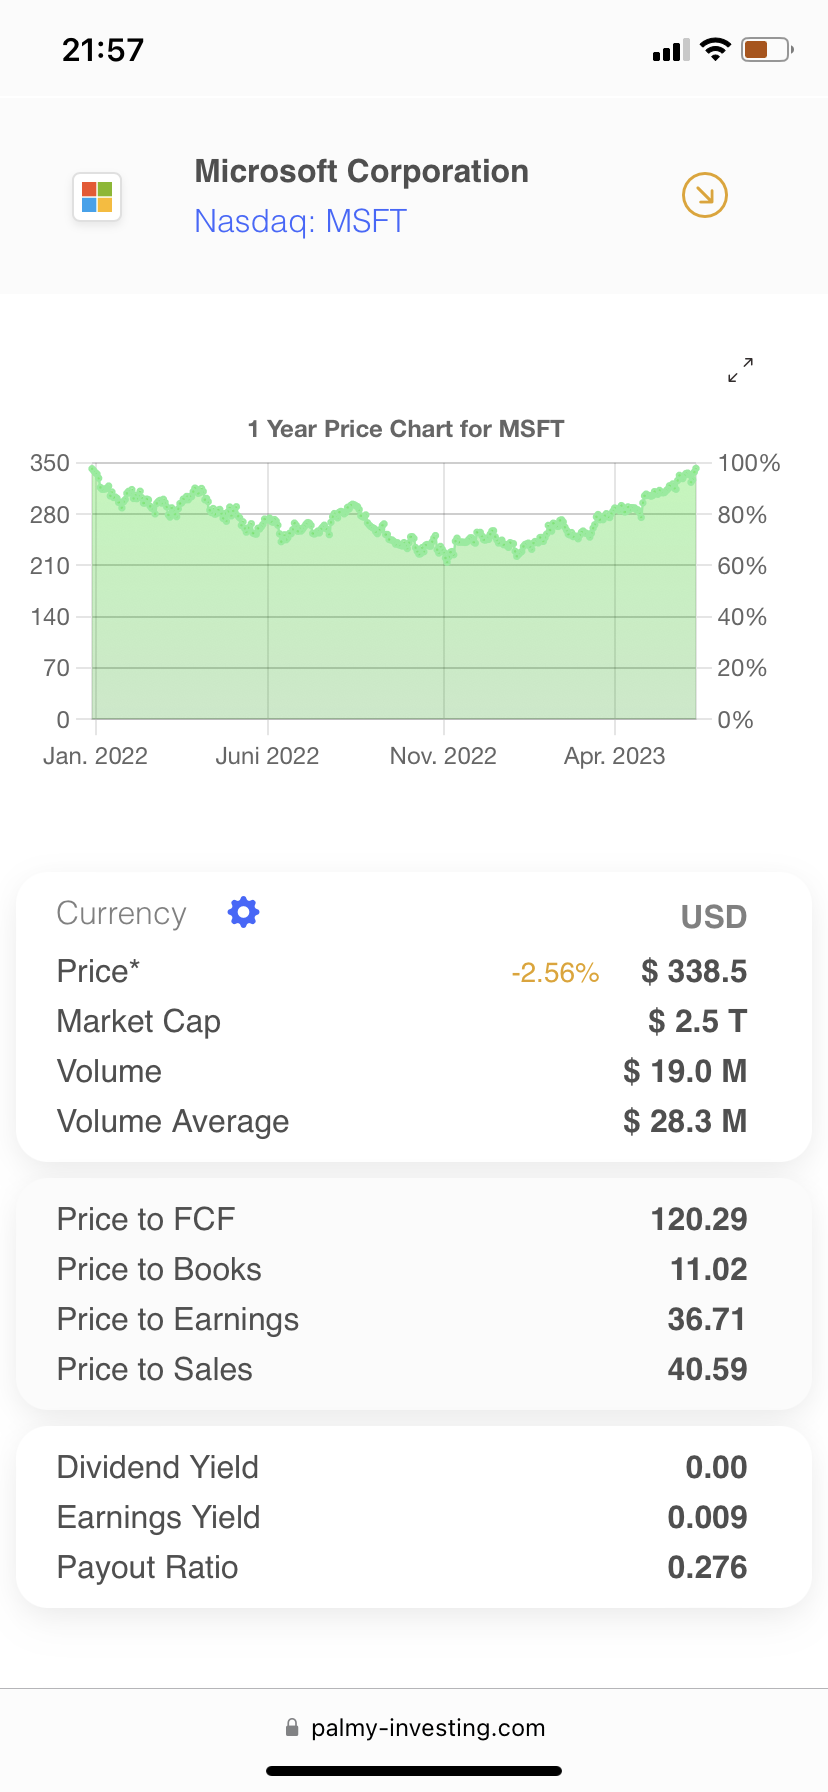 21:57
Microsoft Corporation
Nasdaq: MSFT
1 Year Price Chart for MSFT
350 100%
280 80%
210 60%
140 40%
70 20%
0 0%
Jan. 2022 Juni 2022 Nov. 2022 Apr. 2023
Currency USD
Price* -2.56% $ 338.5
Market Cap $ 2.5 T
Volume $ 19.0 M
Volume Average $ 28.3 M
Price to FCF 120.29
Price to Books 11.02
Price to Earnings 36.71
Price to Sales 40.59
Dividend Yield 0.00
Earnings Yield 0.009
Payout Ratio 0.276
palmy-investing.com